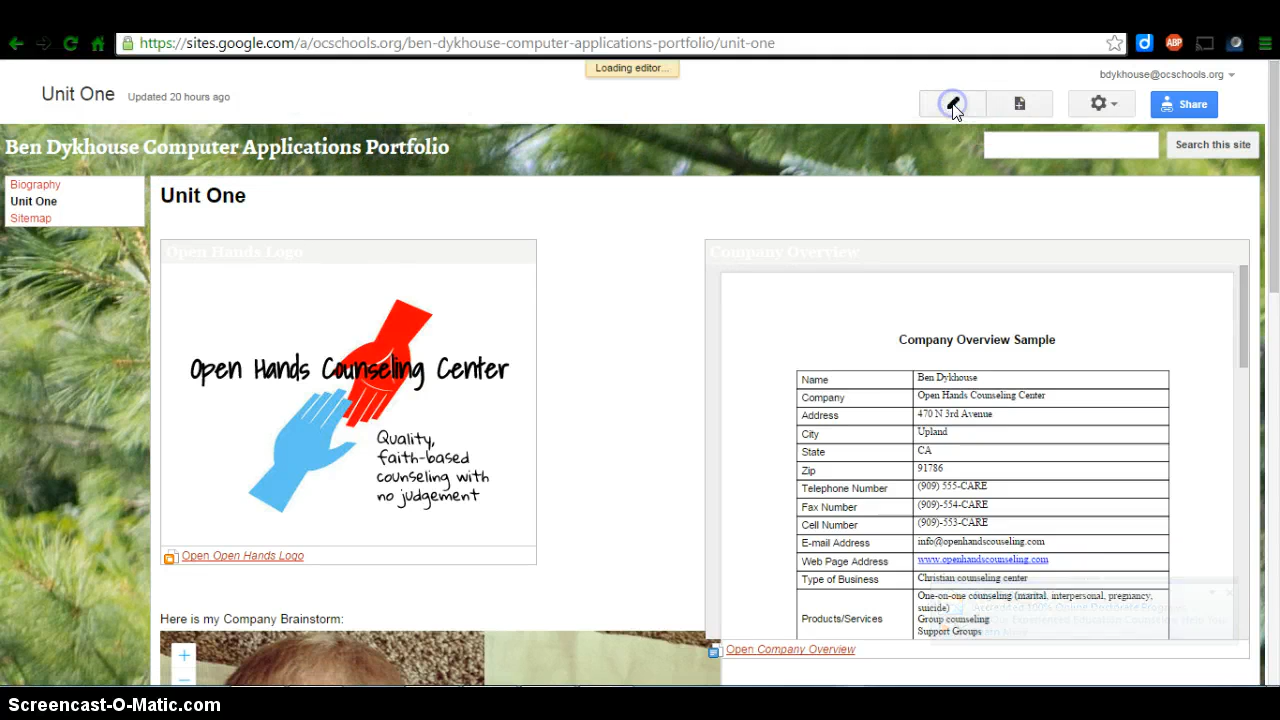 https://sites.google.com/a/ocschools.org/ben-dykhouse-computer-applications-portfolio/unit-one
ABP
Loading editor...
bdykhouse@ocschools.org
Unit One
Updated 20 hours ago
Share
Ben Dykhouse Computer Applications Portfolio
Search this site
Biography
Unit One
Sitemap
Unit One
Open Hands Logo
Open Hands Counseling Center
Quality,
faith-based
counseling with
no judgement
Open Open Hands Logo
Here is my Company Brainstorm:
Company Overview
Company Overview Sample
Name Ben Dykhouse
Company Open Hands Counseling Center
Address 470 N 3rd Avenue
City Upland
State CA
Zip 91786
Telephone Number (909) 555-CARE
Fax Number (909)-554-CARE
Cell Number (909)-553-CARE
E-mail Address info@openhandscouseling.com
Web Page Address www.openhandscouseling.com
Type of Business Christian counseling center
Products/Services One-on-one counseling (marital, interpersonal, pregnancy,
suicide)
Group counseling
Support Groups
Open Company Overview
Screencast-O-Matic.com